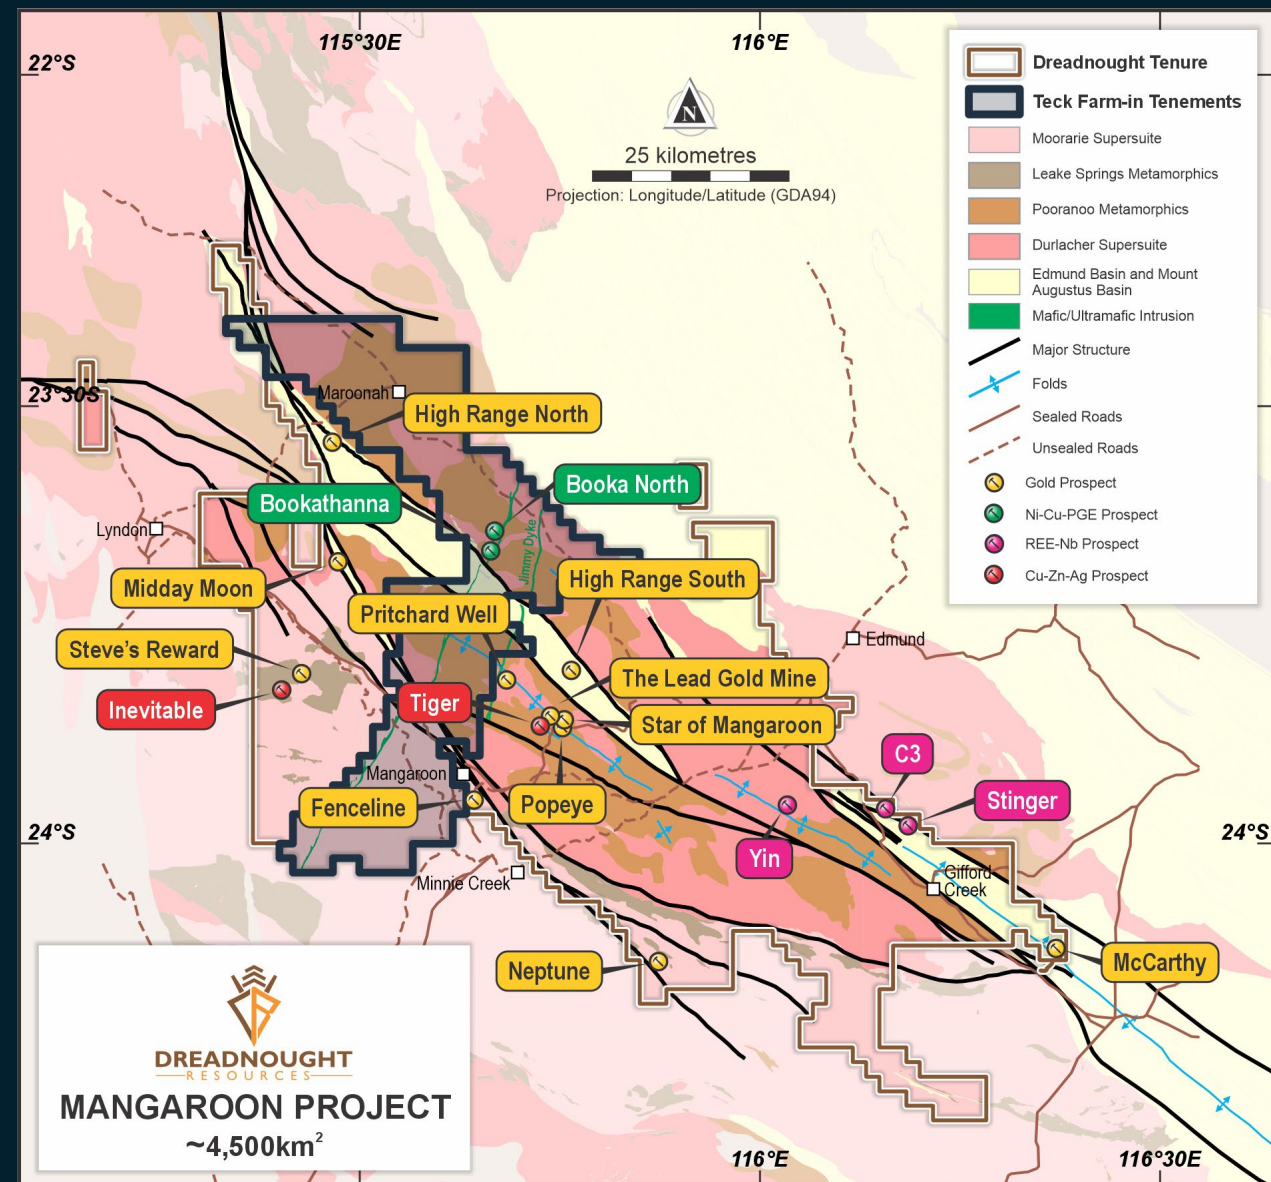 115°30E
116°E
22°S
N
25 kilometres
Projection: Longitude/Latitude (GDA94)
Dreadnought Tenure
Teck Farm-in Tenements
Moorarie Supersuite
Leake Springs Metamorphics
Pooranoo Metamorphics
Durlacher Supersuite
Edmund Basin and Mount
Augustus Basin
Mafic/Ultramafic Intrusion
Major Structure
Folds
Sealed Roads
Unsealed Roads
Gold Prospect
Ni-Cu-PGE Prospect
REE-Nb Prospect
Cu-Zn-Ag Prospect
23°30S
Maroonah
High Range North
Booka North
Bookathanna
Lyndon
Jimmy Dyke
Midday Moon
High Range South
Pritchard Well
Edmund
Steve's Reward
The Lead Gold Mine
Inevitable
Tiger
Star of Mangaroon
C3
Mangaroon
Stinger
Fenceline
Popeye
24°S
24°S
Yin
Gifford
Creek
Minnie Creek
Neptune
McCarthy
DREADNOUGHT
RESOURCES
MANGAROON PROJECT
~4,500km²
116°E
116°30E